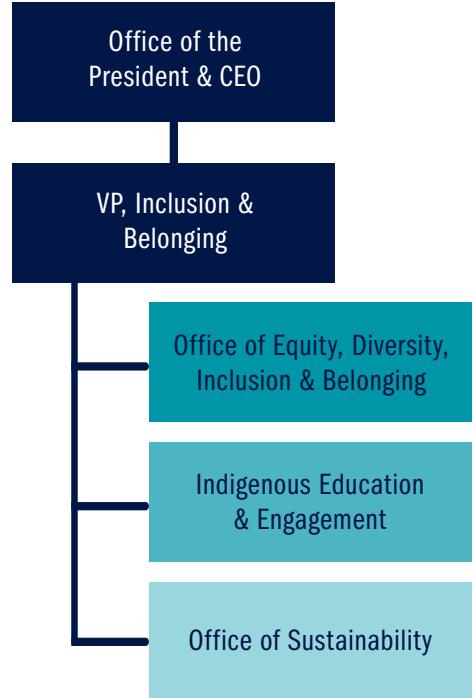 Office of the
President & CEO
VP, Inclusion &
Belonging
Office of Equity, Diversity,
Inclusion & Belonging
Indigenous Education
& Engagement
Office of Sustainability